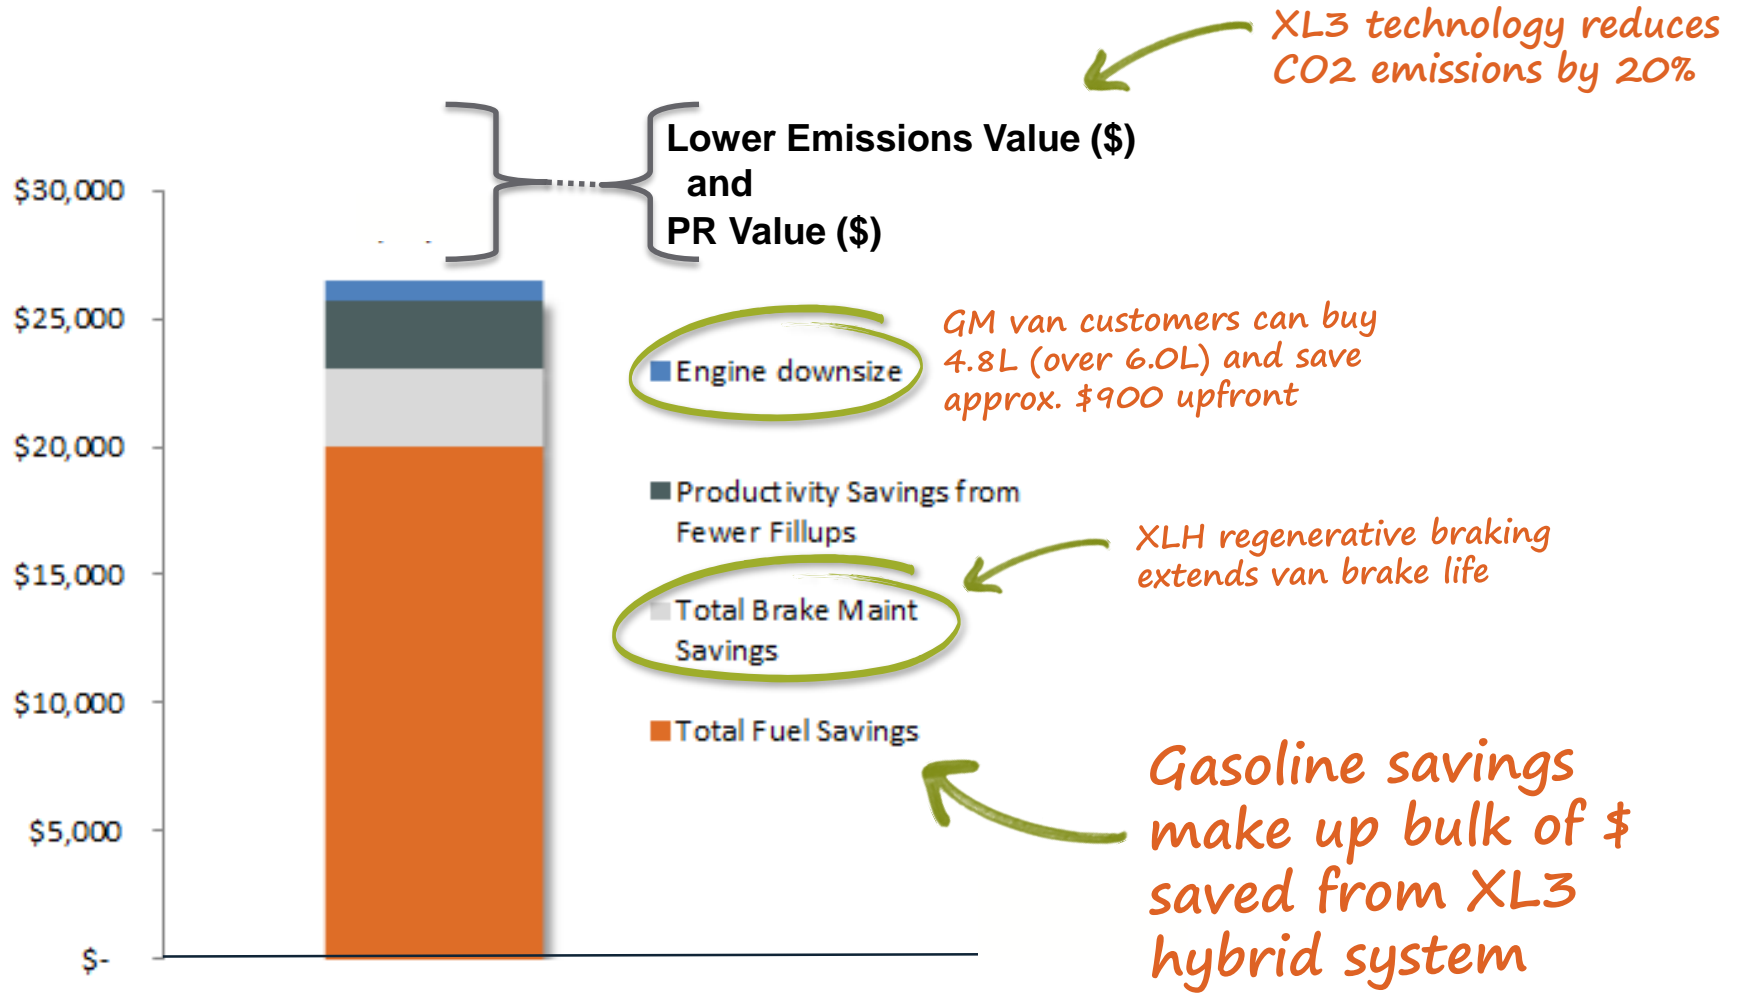 XL3 technology reduces
CO2 emissions by 20%
Lower Emissions Value ($)
and
PR Value ($)
$30,000
$25,000
$20,000
$15,000
$10,000
$5,000
$-
Engine downsize
GM van customers can buy
4.8L (over 6.0L) and save
approx. $900 upfront
Productivity Savings from
Fewer Fillups
XLH regenerative braking
extends van brake life
Total Brake Maint
Savings
Total Fuel Savings
Gasoline savings
make up bulk of $
saved from XL3
hybrid system